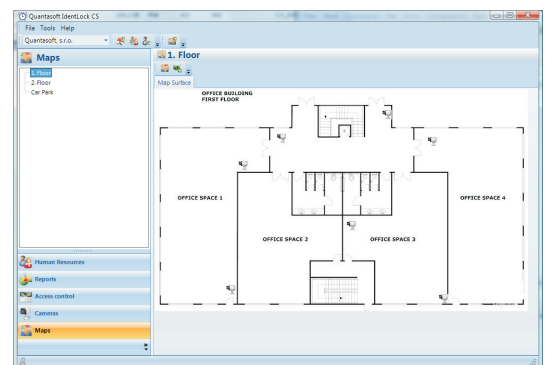 Quantasoft IdentLock CS
File Tools Help
Quantasoft, s.r.o.
Maps
1. Floor
1. Floor
2. Floor
Car Park
Map Surface
OFFICE BUILDING
FIRST FLOOR
OFFICE SPACE 1
OFFICE SPACE 4
OFFICE SPACE 2
OFFICE SPACE 3
Human Resources
Reports
Access control
Cameras
Maps